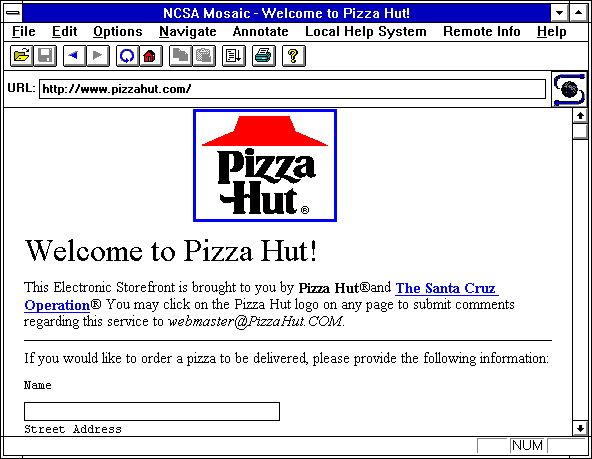 NCSA Mosaic - Welcome to Pizza Hut!
File Edit Options Navigate Annotate Local Help System Remote Info Help
?
URL: http://www.pizzahut.com/
Pizza
Hut®
Welcome to Pizza Hut!
This Electronic Storefront is brought to you by Pizza Hut®and The Santa Cruz
Operation® You may click on the Pizza Hut logo on any page to submit comments
regarding this service to webmaster@PizzaHut.COM.
If you would like to order a pizza to be delivered, please provide the following information:
Name
Street Address
NUM